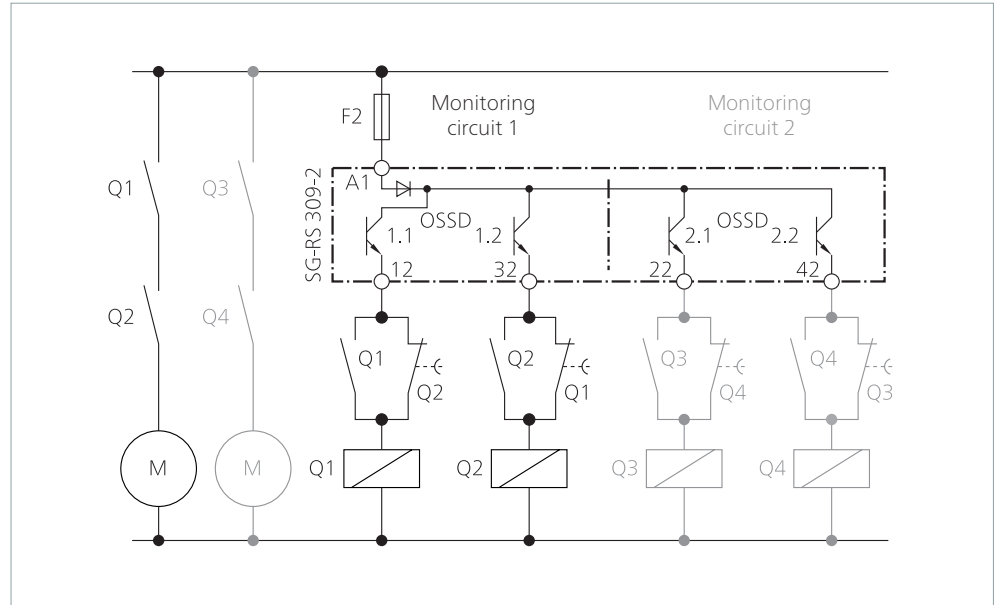 F2
Monitoring
circuit 1
Monitoring
circuit 2
SG-RS 309-2
A1
OSSD
1.1
1.2
OSSD
2.1
2.2
12
32
22
42
Q1
Q3
Q2
Q4
Q1
Q2
Q2
Q1
Q3
Q4
Q4
Q3
M
M
Q1
Q2
Q3
Q4